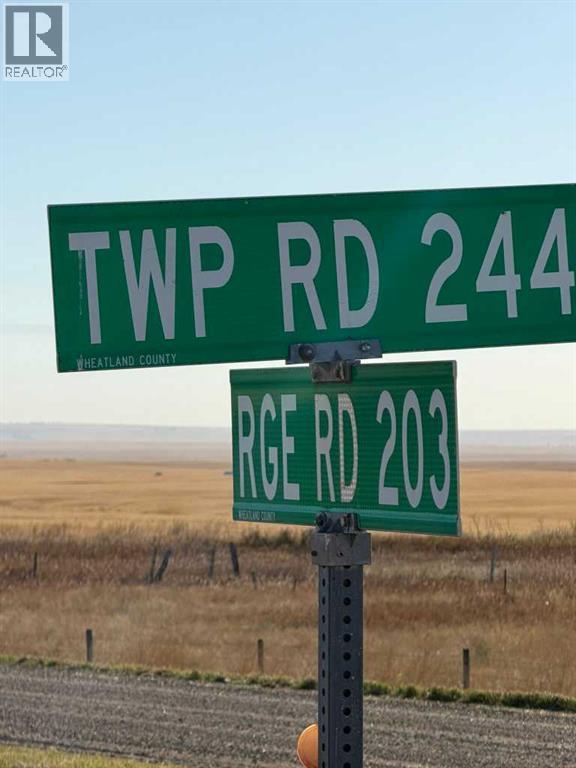 R
REALTOR®
TWP RD 244
WHEATLAND COUNTY
RGE RD 203
WHEATLAND COUNTY